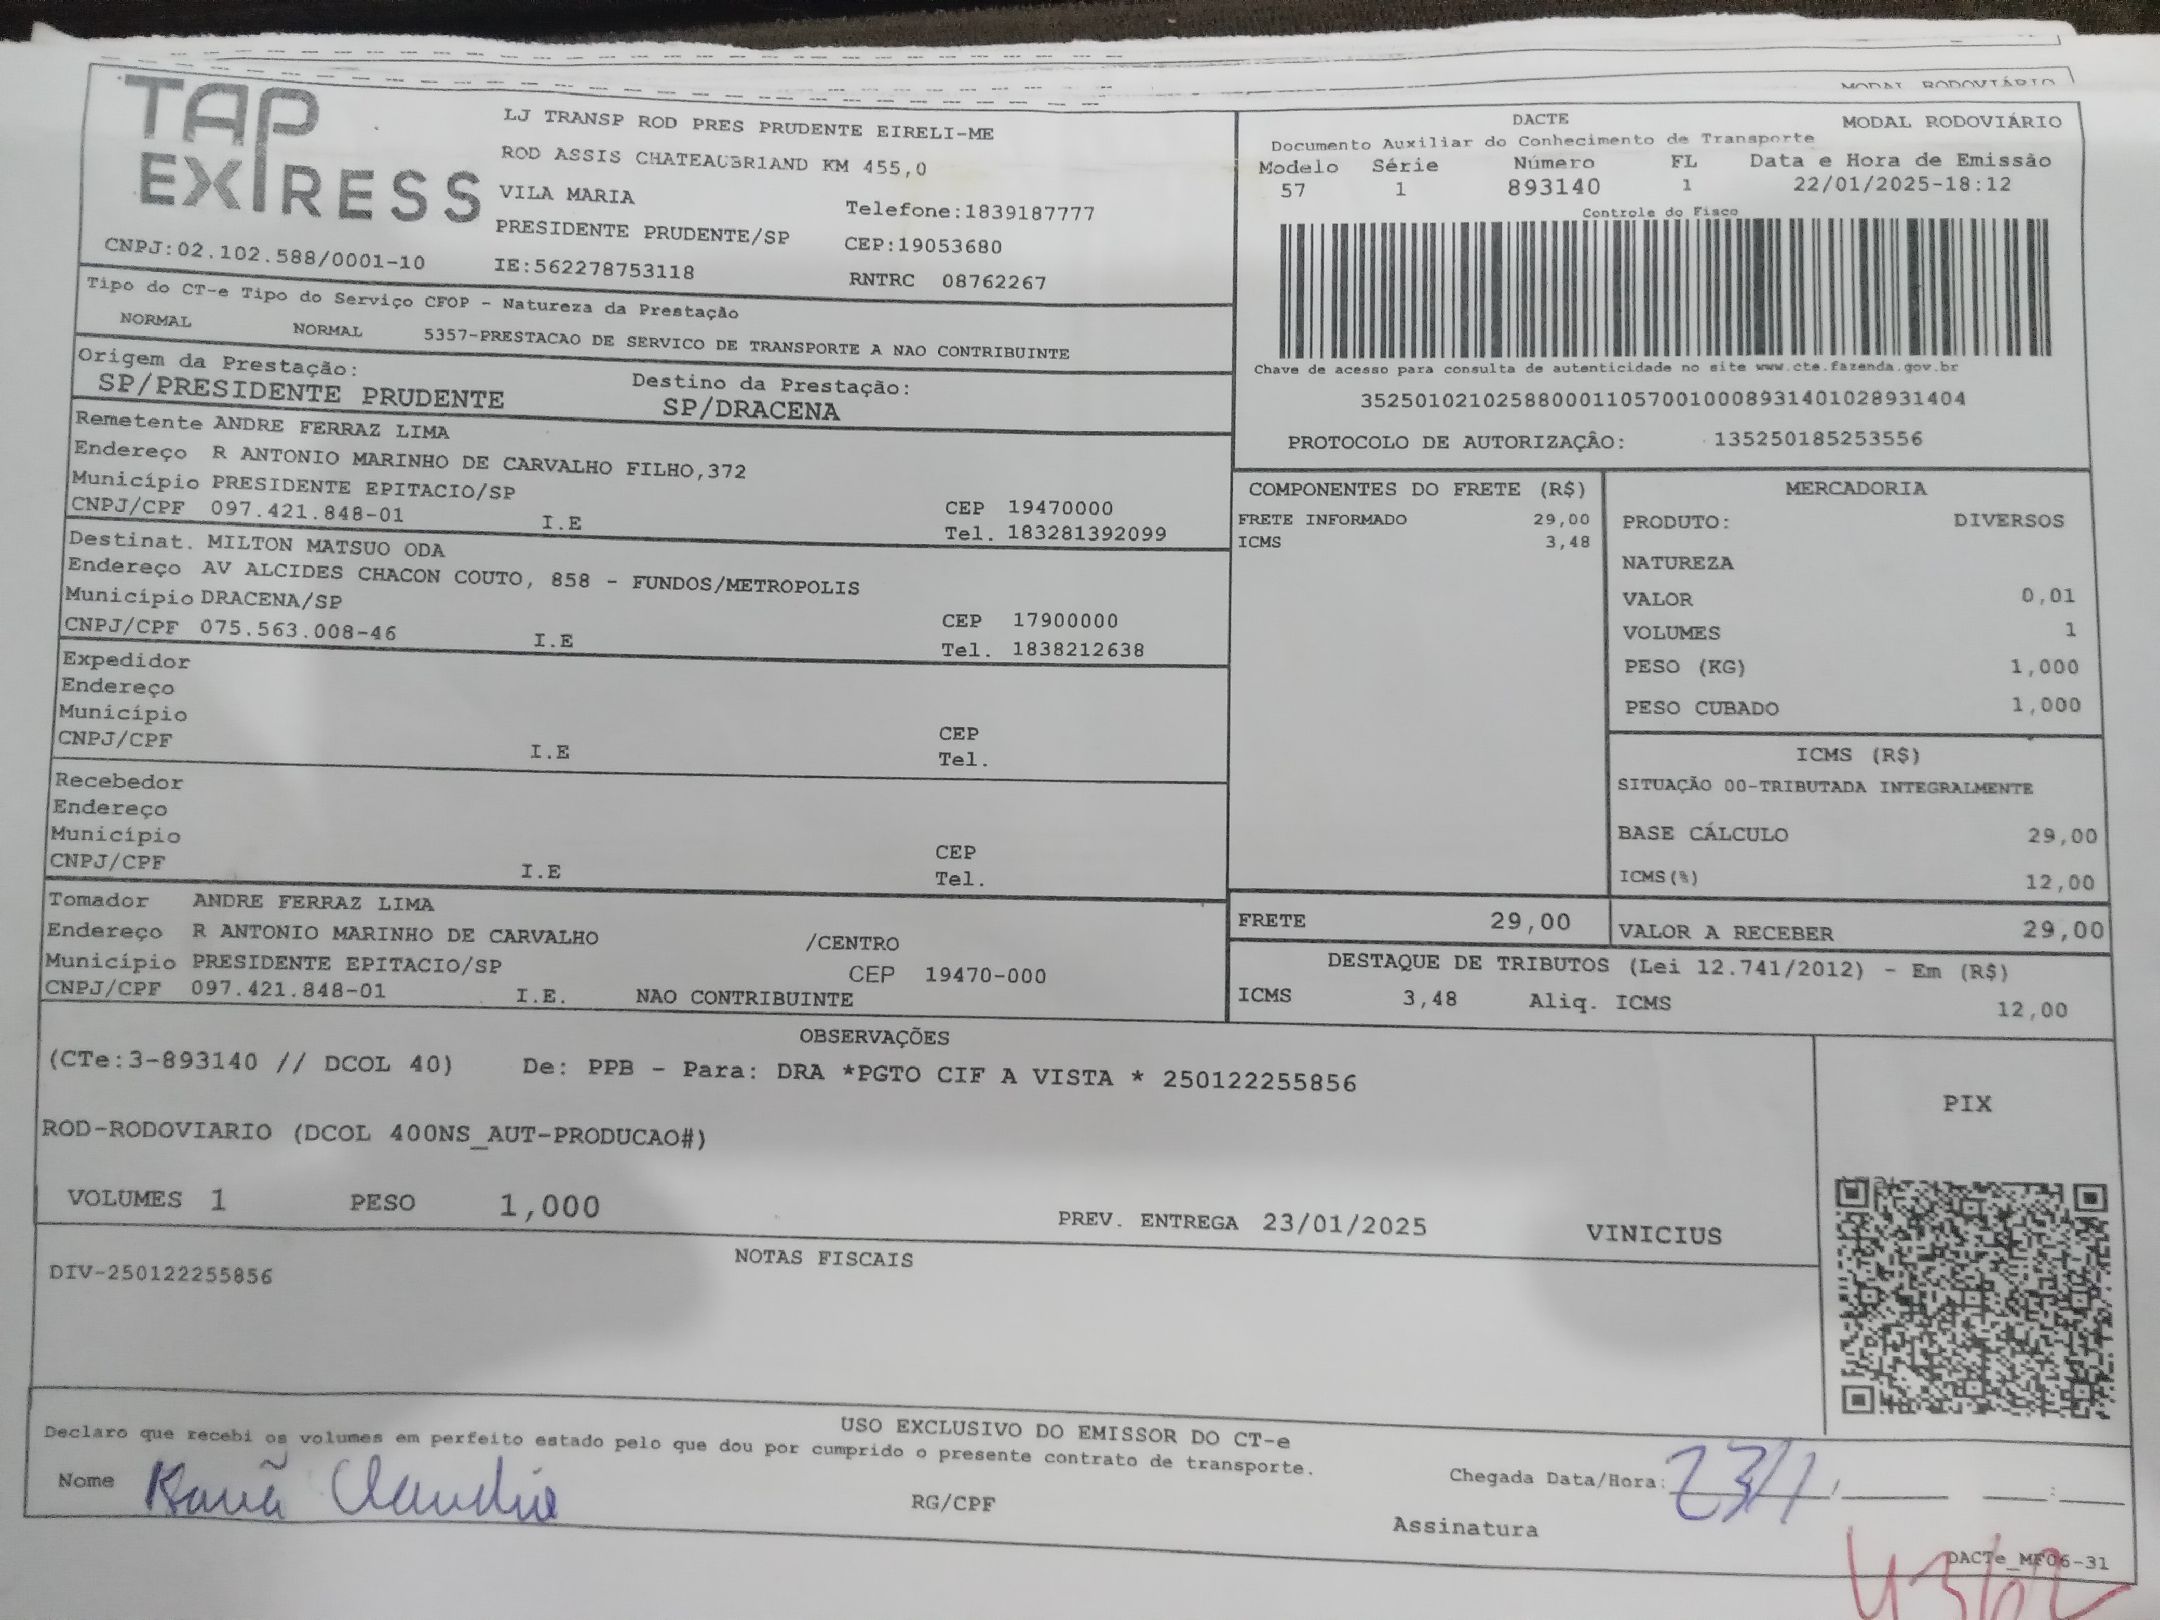 MODAL RODOVIÁRIO
TAP EXPRESS
LJ TRANSP ROD PRES PRUDENTE EIRELI-ME
ROD ASSIS CHATEAUBR1AND KM 455,0
VILA MARIA
Telefone:1839187777
PRESIDENTE PRUDENTE/SP
CEP:19053680
CNPJ:02.102.588/0001-10
IE:562278753118
RNTRC 08762267
DACTE
MODAL RODOVIÁRIO
Documento Auxiliar do Conhecimento de Transporte
Modelo Série Número FL Data e Hora de Emissão
57 1 893140 1 22/01/2025-18:12
Controle do Fisco
Chave de acesso para consulta de autenticidade no site www.cte.fazenda.gov.br
35250102102588000110570010008931401028931404
PROTOCOLO DE AUTORIZAÇÃO: 135250185253556
Tipo do CT-e Tipo do Serviço CFOP - Natureza da Prestação
NORMAL NORMAL 5357-PRESTACAO DE SERVICO DE TRANSPORTE A NAO CONTRIBUINTE
Origem da Prestação: Destino da Prestação:
SP/PRESIDENTE PRUDENTE SP/DRACENA
Remetente ANDRE FERRAZ LIMA
Endereço R ANTONIO MARINHO DE CARVALHO FILHO,372
Município PRESIDENTE EPITACIO/SP CEP 19470000
CNPJ/CPF 097.421.848-01 I.E Tel. 183281392099
Destinat. MILTON MATSUO ODA
Endereço AV ALCIDES CHACON COUTO, 858 - FUNDOS/METROPOLIS
Município DRACENA/SP CEP 17900000
CNPJ/CPF 075.563.008-46 I.E Tel. 1838212638
Expedidor
Endereço
Município CEP
CNPJ/CPF I.E Tel.
Recebedor
Endereço
Município CEP
CNPJ/CPF I.E Tel.
Tomador ANDRE FERRAZ LIMA
Endereço R ANTONIO MARINHO DE CARVALHO /CENTRO
Município PRESIDENTE EPITACIO/SP CEP 19470-000
CNPJ/CPF 097.421.848-01 I.E. NAO CONTRIBUINTE
COMPONENTES DO FRETE (R$)
FRETE INFORMADO 29,00
ICMS 3,48
MERCADORIA
PRODUTO: DIVERSOS
NATUREZA
VALOR 0,01
VOLUMES 1
PESO (KG) 1,000
PESO CUBADO 1,000
ICMS (R$)
SITUAÇÃO 00-TRIBUTADA INTEGRALMENTE
BASE CÁLCULO 29,00
ICMS(%) 12,00
FRETE 29,00 VALOR A RECEBER 29,00
DESTAQUE DE TRIBUTOS (Lei 12.741/2012) - Em (R$)
ICMS 3,48 Aliq. ICMS 12,00
OBSERVAÇÕES
(CTe:3-893140 // DCOL 40) De: PPB - Para: DRA *PGTO CIF A VISTA * 250122255856
ROD-RODOVIARIO (DCOL 400NS_AUT-PRODUCAO#)
VOLUMES 1 PESO 1,000 PREV. ENTREGA 23/01/2025 VINICIUS
PIX
NOTAS FISCAIS
DIV-250122255856
USO EXCLUSIVO DO EMISSOR DO CT-e
Declaro que recebi os volumes em perfeito estado pelo que dou por cumprido o presente contrato de transporte.
Nome Kauã Claudio RG/CPF Chegada Data/Hora: 23/1/
Assinatura
DACTe_MF06-31